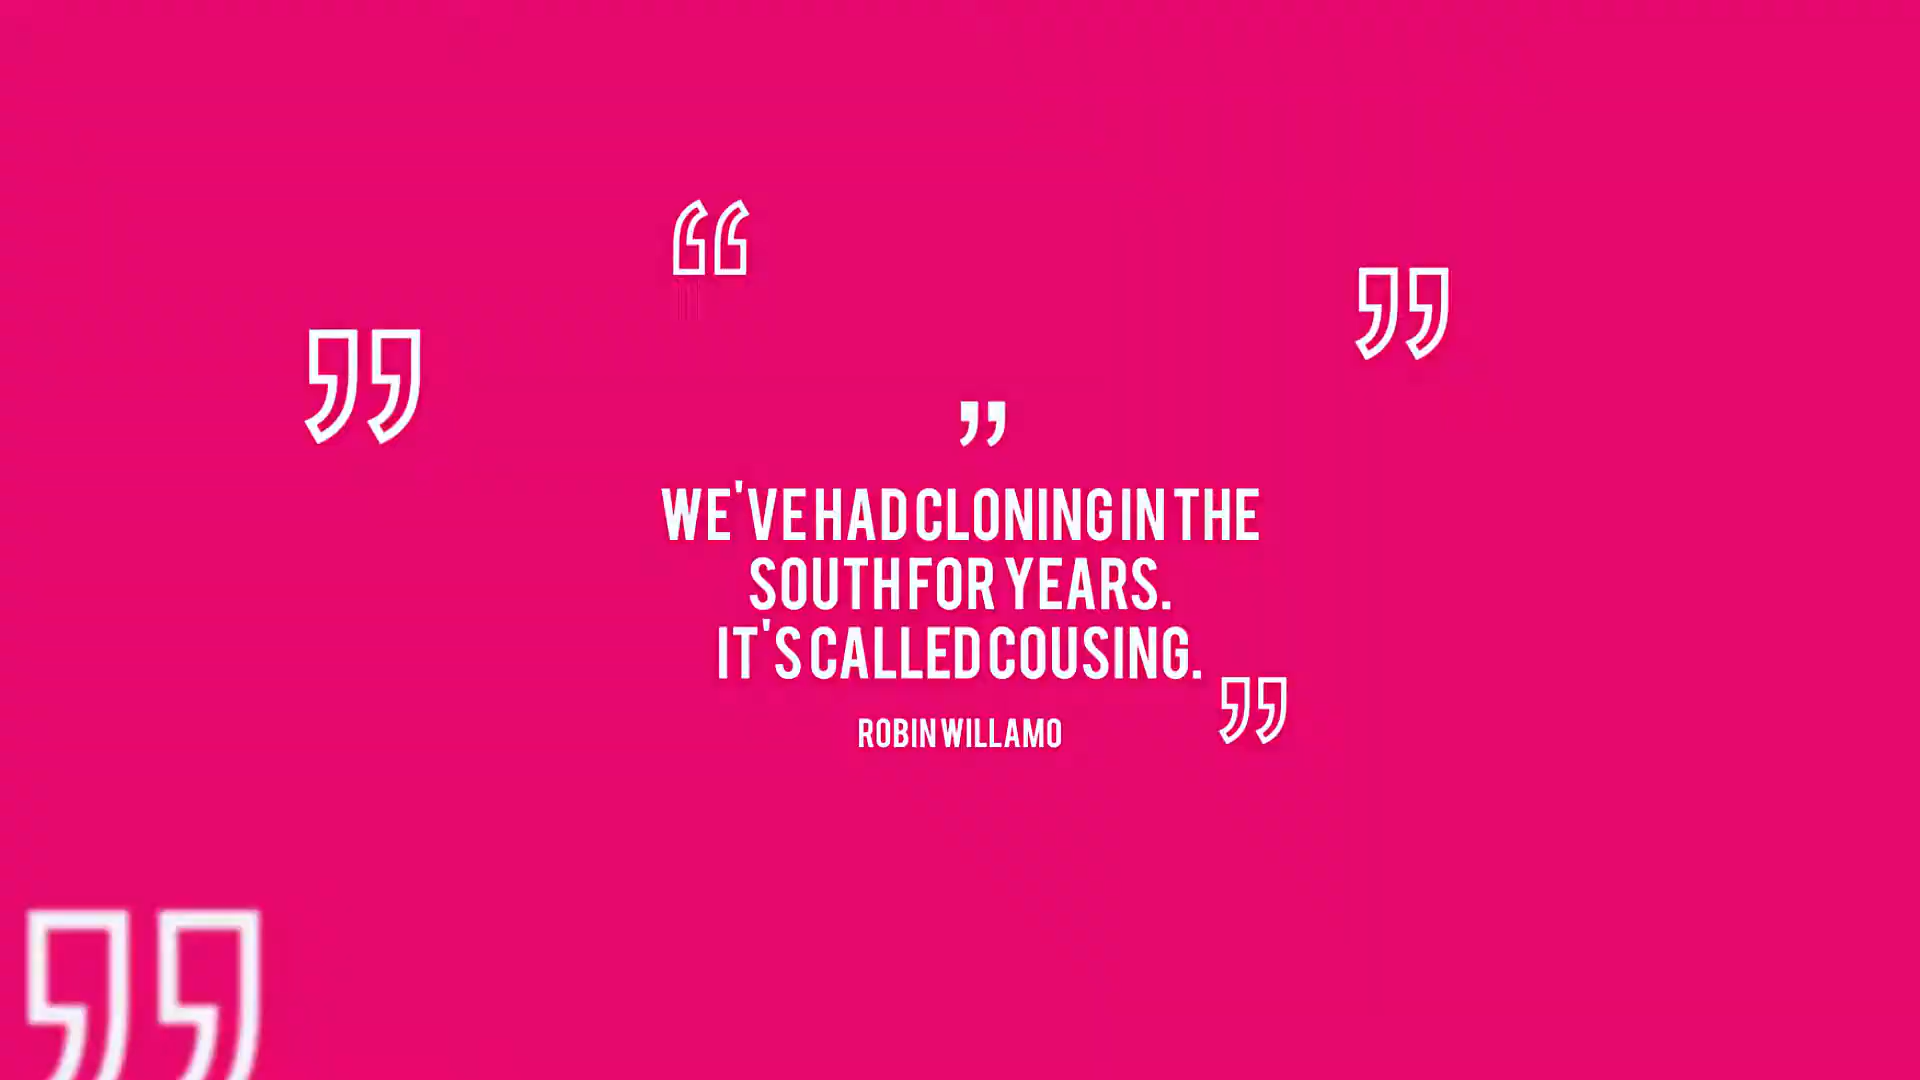 ”
WE'VE HAD CLONING IN THE
SOUTH FOR YEARS.
IT'S CALLED COUSING.
ROBIN WILLAMO